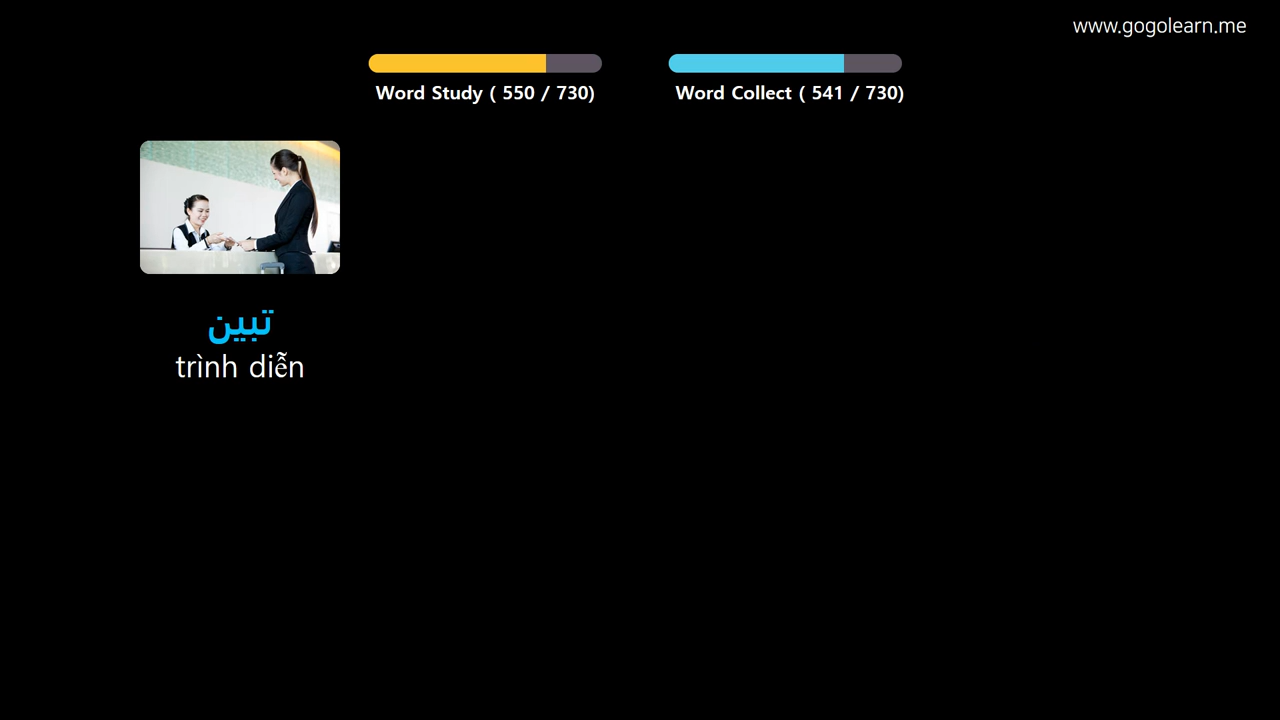 www.gogolearn.me
Word Study ( 550 / 730)
Word Collect ( 541 / 730)
تبين
trình diễn